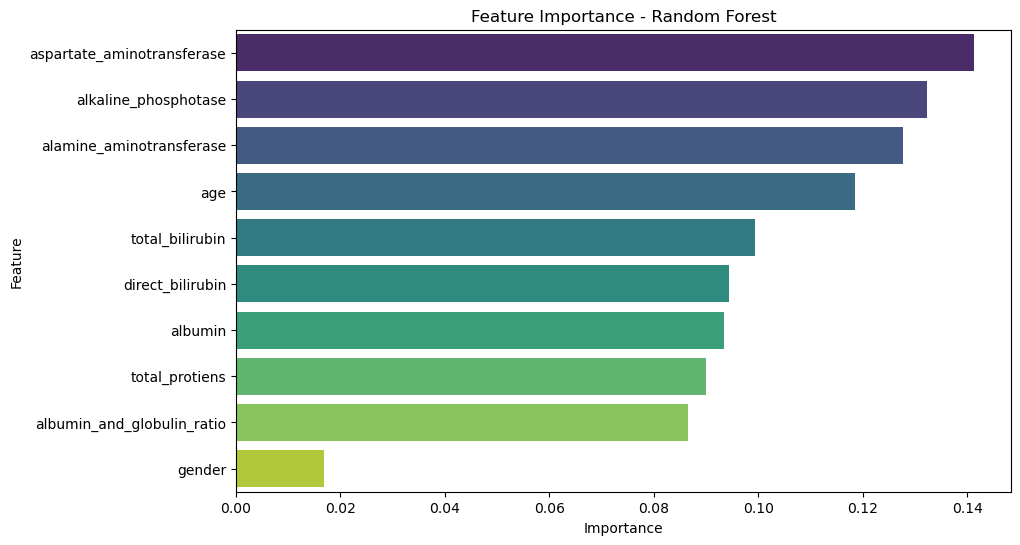 Feature Importance - Random Forest
Feature
aspartate_aminotransferase
alkaline_phosphotase
alamine_aminotransferase
age
total_bilirubin
direct_bilirubin
albumin
total_protiens
albumin_and_globulin_ratio
gender
0.00 0.02 0.04 0.06 0.08 0.10 0.12 0.14
Importance